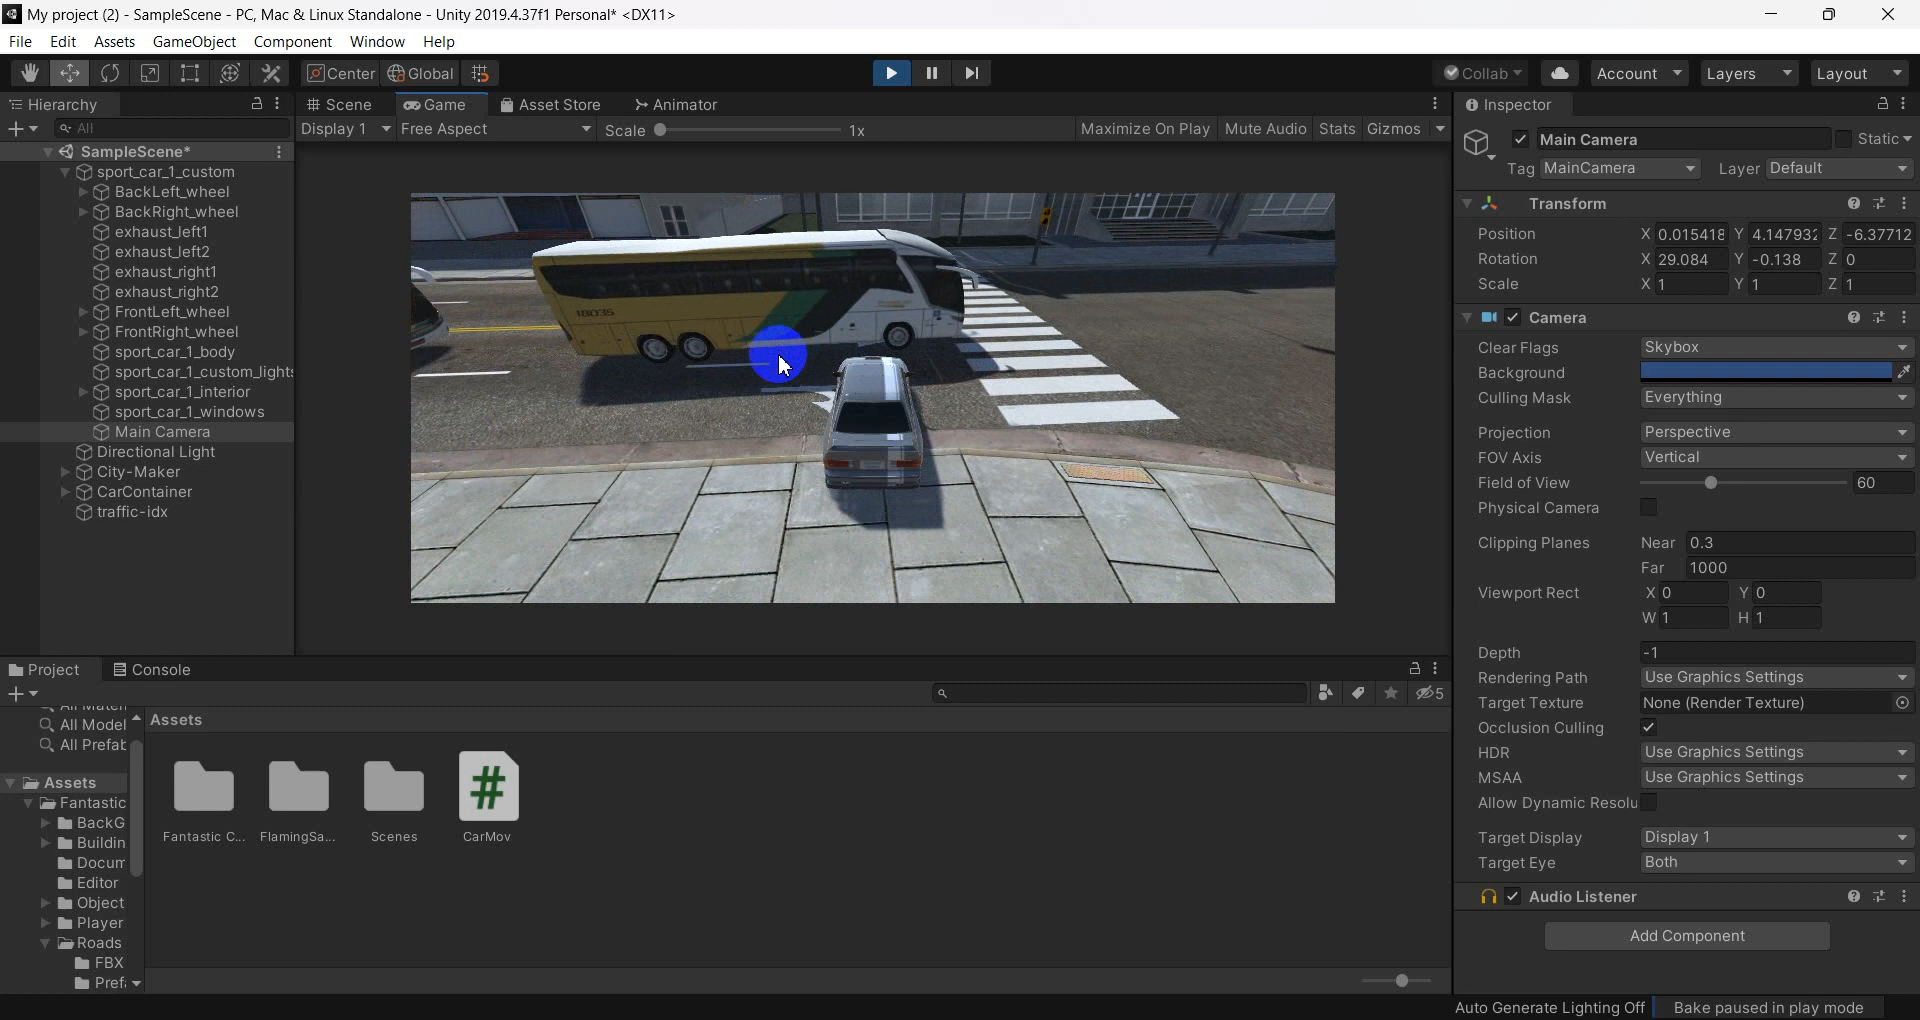 My project (2) - SampleScene - PC, Mac & Linux Standalone - Unity 2019.4.37f1 Personal* <DX11>
File Edit Assets GameObject Component Window Help
Center Global Collab Account Layers Layout
Hierarchy
All
SampleScene*
sport_car_1_custom
BackLeft_wheel
BackRight_wheel
exhaust_left1
exhaust_left2
exhaust_right1
exhaust_right2
FrontLeft_wheel
FrontRight_wheel
sport_car_1_body
sport_car_1_custom_lights
sport_car_1_interior
sport_car_1_windows
Main Camera
Directional Light
City-Maker
CarContainer
traffic-idx
Scene Game Asset Store Animator
Display 1 Free Aspect Scale 1x Maximize On Play Mute Audio Stats Gizmos
18035
Project Console
5
All Model
All Prefab
Assets
Fantastic
BackG
Buildin
Docum
Editor
Object
Player
Roads
FBX
Prefa
Assets
Fantastic C... FlamingSa... Scenes CarMov
#
Inspector
Main Camera Static
Tag MainCamera Layer Default
Transform
Position X 0.015418 Y 4.147932 Z -6.37712
Rotation X 29.084 Y -0.138 Z 0
Scale X 1 Y 1 Z 1
Camera
Clear Flags Skybox
Background
Culling Mask Everything
Projection Perspective
FOV Axis Vertical
Field of View 60
Physical Camera
Clipping Planes Near 0.3
Far 1000
Viewport Rect X 0 Y 0
W 1 H 1
Depth -1
Rendering Path Use Graphics Settings
Target Texture None (Render Texture)
Occlusion Culling
HDR Use Graphics Settings
MSAA Use Graphics Settings
Allow Dynamic Resolu
Target Display Display 1
Target Eye Both
Audio Listener
Add Component
Auto Generate Lighting Off Bake paused in play mode